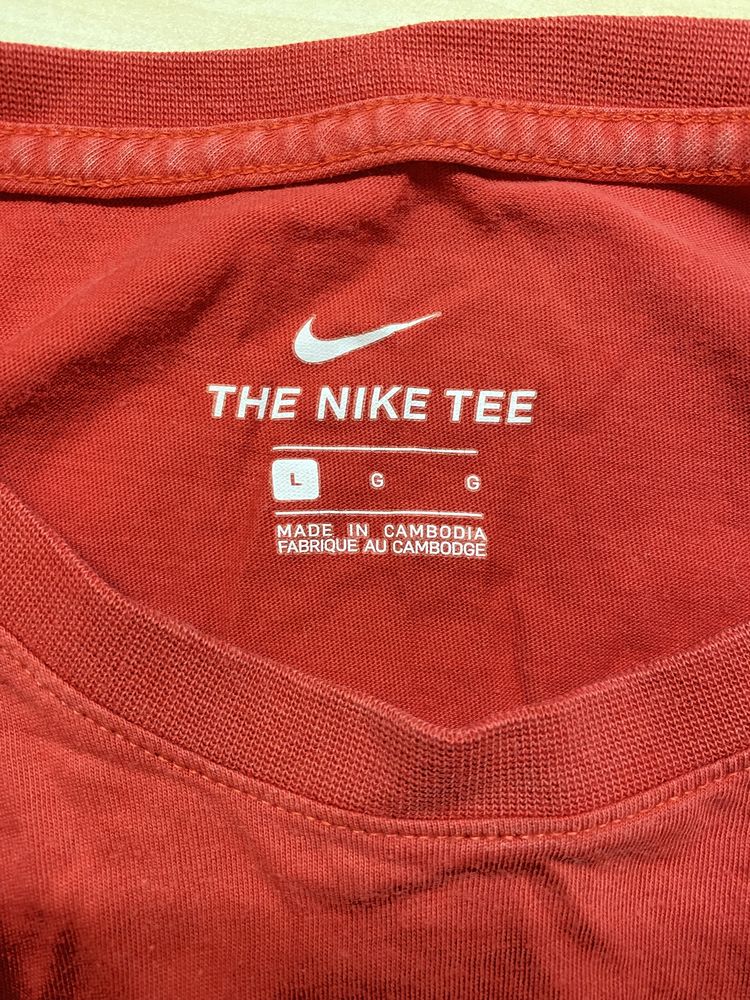 THE NIKE TEE
L G G
MADE IN CAMBODIA
FABRIQUE AU CAMBODGE